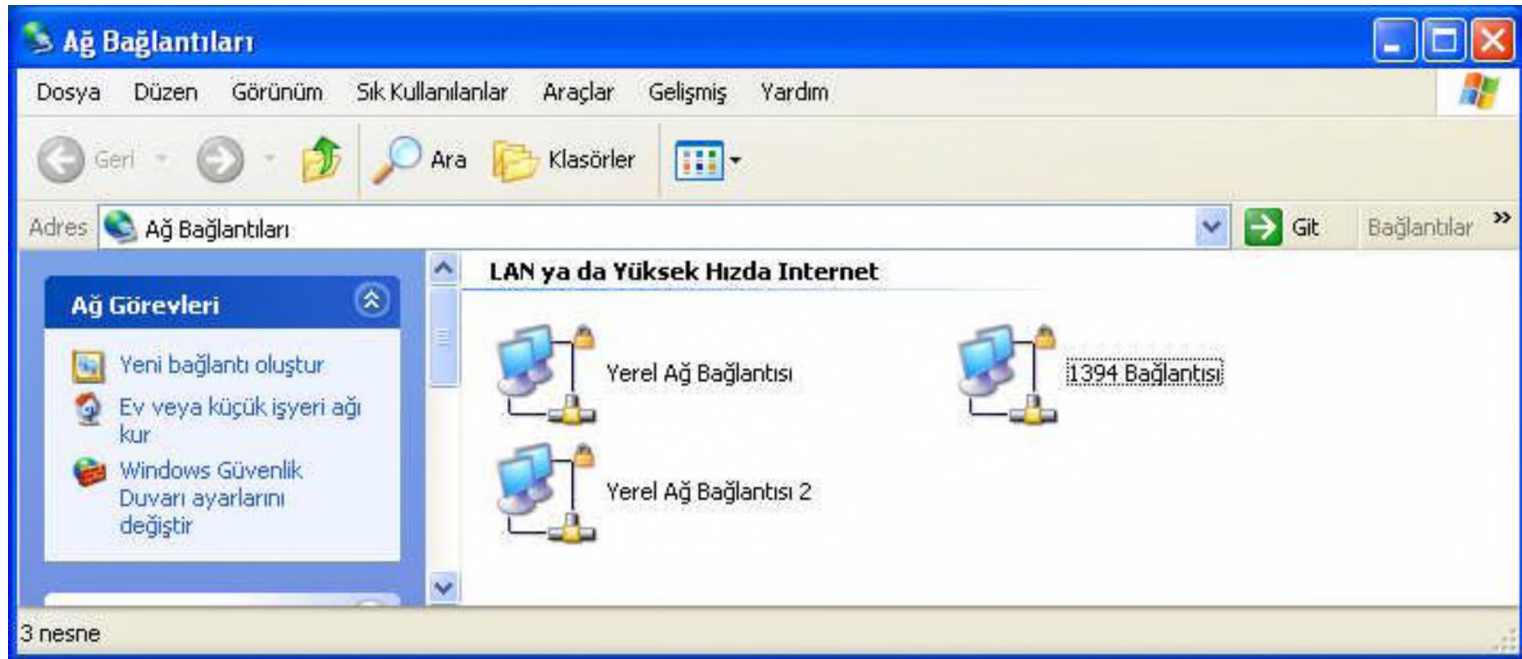 Ağ Bağlantıları
Dosya Düzen Görünüm Sık Kullanılanlar Araçlar Gelişmiş Yardım
Geri Ara Klasörler
Adres Ağ Bağlantıları Git Bağlantılar »
Ağ Görevleri
Yeni bağlantı oluştur
Ev veya küçük işyeri ağı
kur
Windows Güvenlik
Duvarı ayarlarını
değiştir
LAN ya da Yüksek Hızda Internet
Yerel Ağ Bağlantısı
1394 Bağlantısı
Yerel Ağ Bağlantısı 2
3 nesne